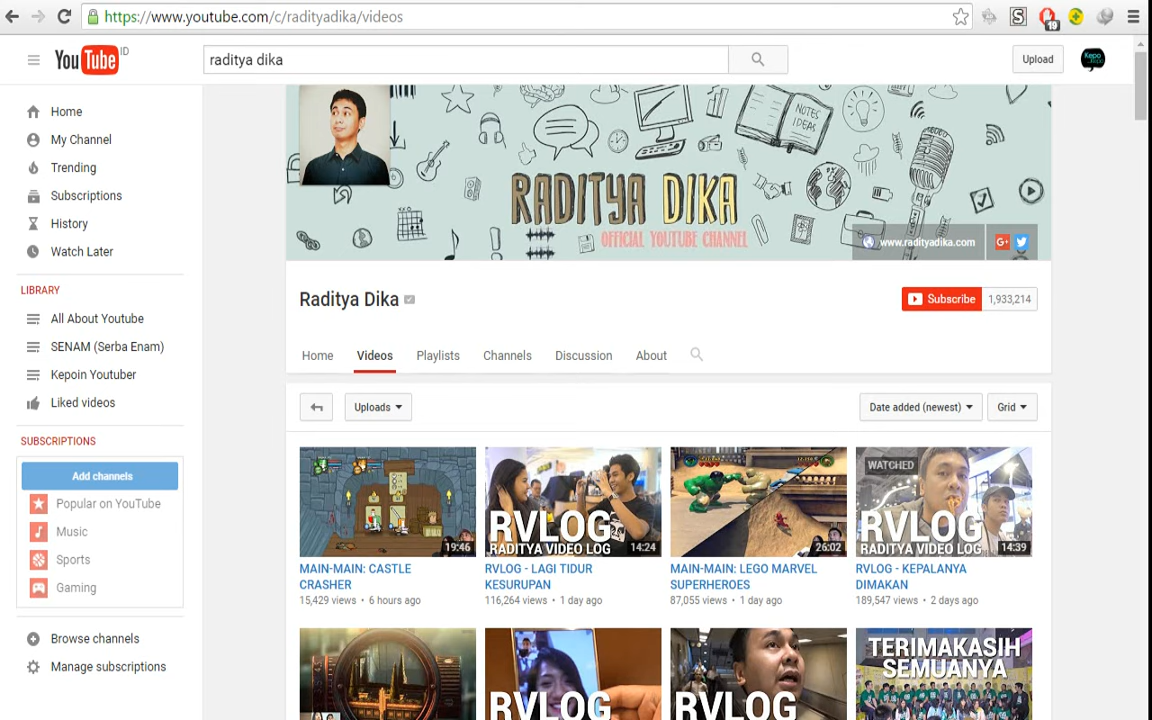 https://www.youtube.com/c/radityadika/videos
S
19
YouTube ID
raditya dika
Upload
Kepo
Home
My Channel
Trending
Subscriptions
History
Watch Later
LIBRARY
All About Youtube
SENAM (Serba Enam)
Kepoin Youtuber
Liked videos
SUBSCRIPTIONS
Add channels
Popular on YouTube
Music
Sports
Gaming
Browse channels
Manage subscriptions
NOTES
IDEAS
RADITYA DIKA
OFFICIAL YOUTUBE CHANNEL
www.radityadika.com
G+
Raditya Dika
Subscribe 1,933,214
Home Videos Playlists Channels Discussion About
Uploads
Date added (newest)
Grid
19:46
MAIN-MAIN: CASTLE
CRASHER
15,429 views • 6 hours ago
RVLOG
RADITYA VIDEO LOG
14:24
RVLOG - LAGI TIDUR
KESURUPAN
116,264 views • 1 day ago
26:02
MAIN-MAIN: LEGO MARVEL
SUPERHEROES
87,055 views • 1 day ago
WATCHED
RVLOG
RADITYA VIDEO LOG
14:39
RVLOG - KEPALANYA
DIMAKAN
189,547 views • 2 days ago
RVLOG
RVLOG
TERIMAKASIH
SEMUANYA